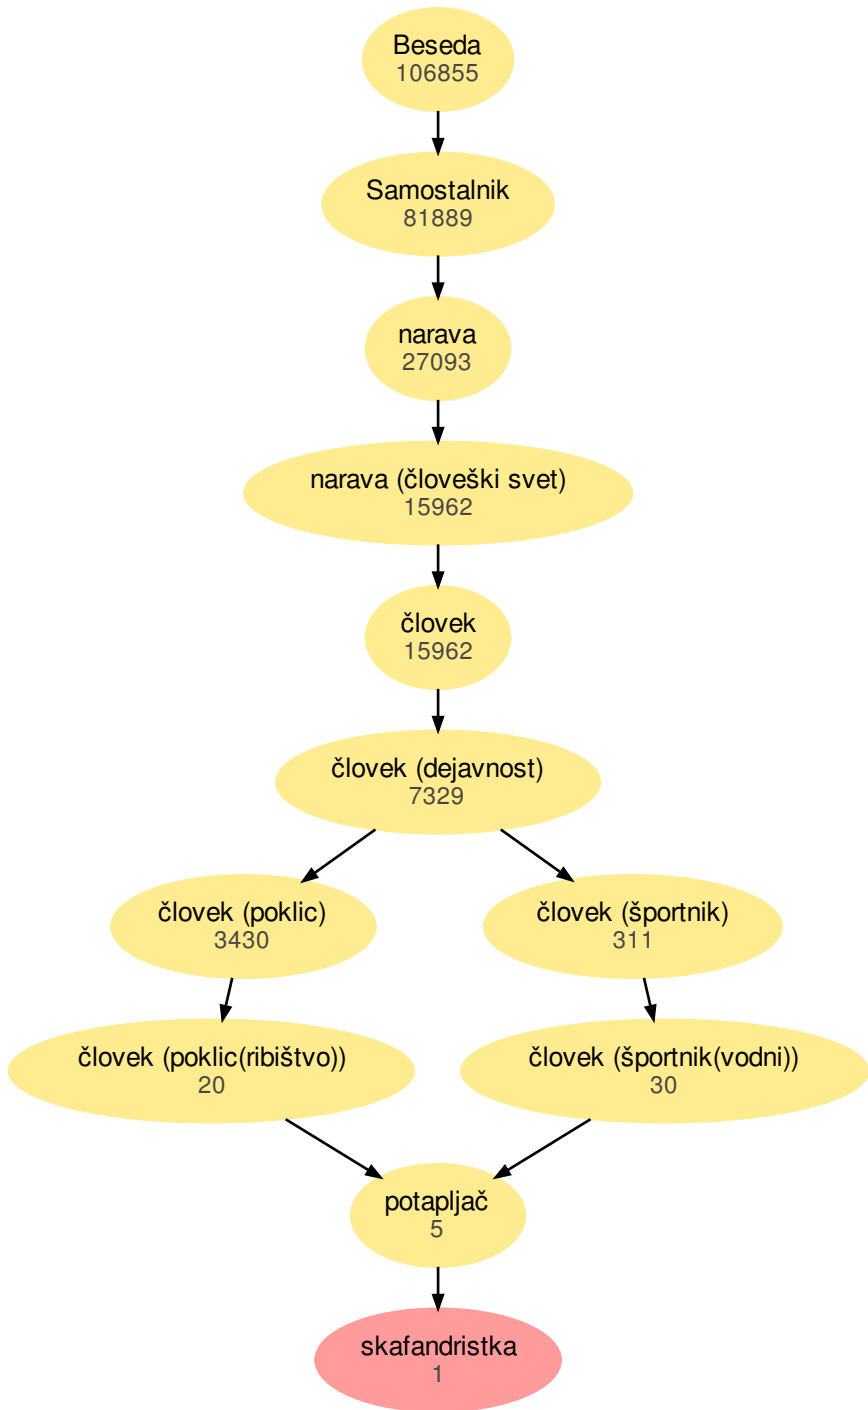 Beseda
106855
Samostalnik
81889
narava
27093
narava (človeški svet)
15962
človek
15962
človek (dejavnost)
7329
človek (poklic)
3430
človek (športnik)
311
človek (poklic(ribištvo))
20
človek (športnik(vodni))
30
potapljač
5
skafandristka
1